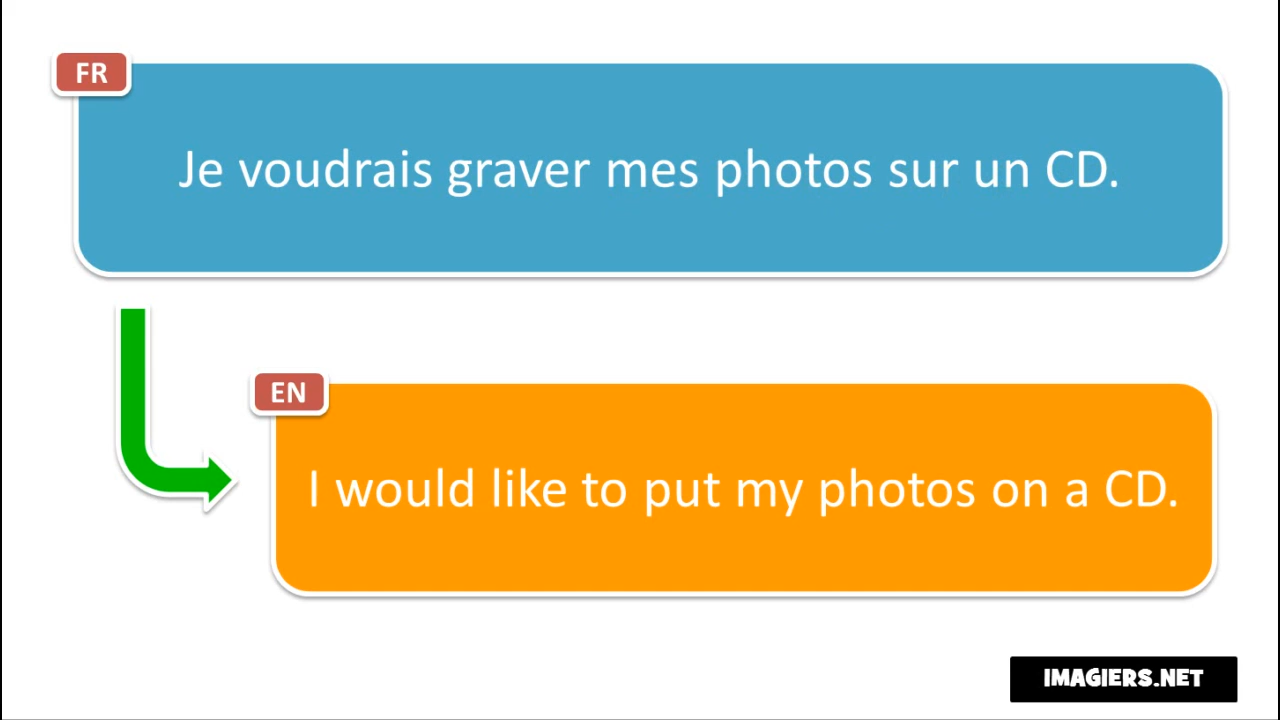 FR
Je voudrais graver mes photos sur un CD.
EN
I would like to put my photos on a CD.
IMAGIERS.NET